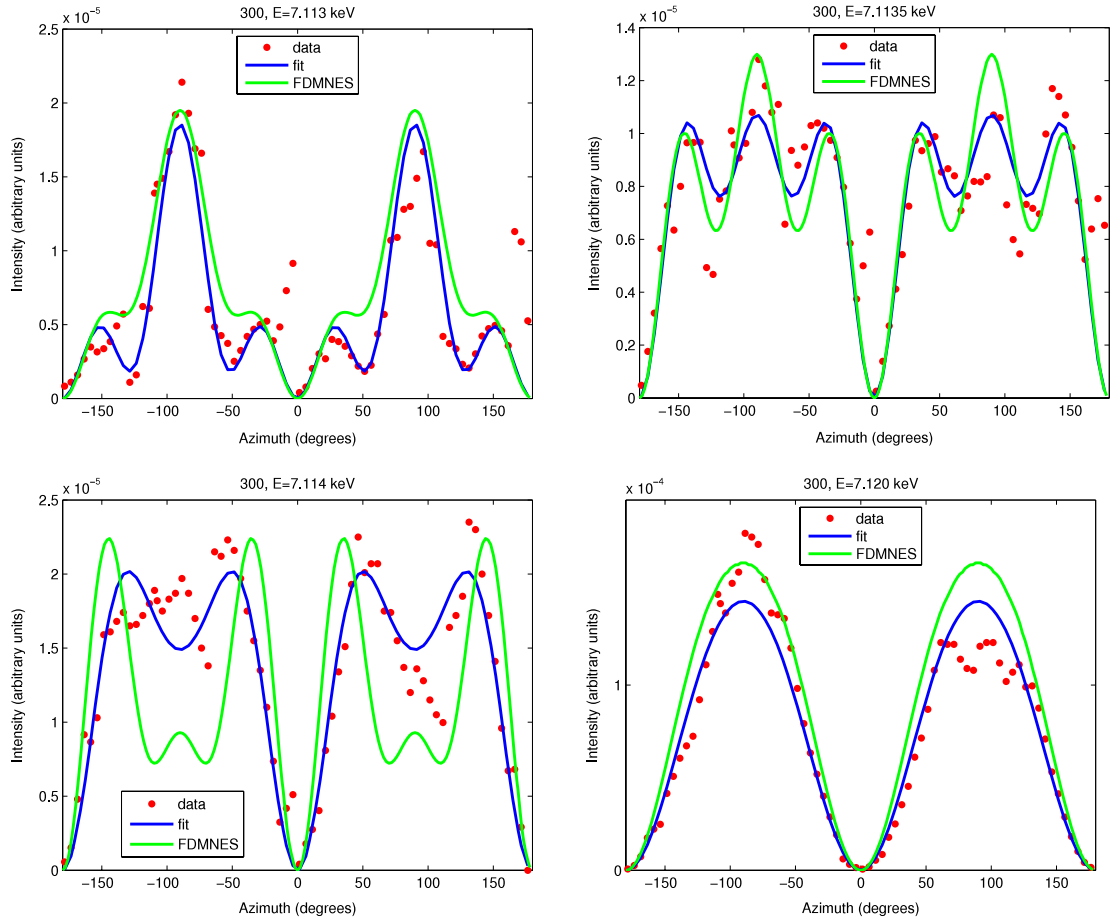 300, E=7.113 keV
x 10⁻⁵
data
fit
FDMNES
Intensity (arbitrary units)
2.5
2
1.5
1
0.5
0
−150 −100 −50 0 50 100 150
Azimuth (degrees)
300, E=7.1135 keV
x 10⁻⁵
data
fit
FDMNES
Intensity (arbitrary units)
1.4
1.2
1
0.8
0.6
0.4
0.2
0
−150 −100 −50 0 50 100 150
Azimuth (degrees)
300, E=7.114 keV
x 10⁻⁵
Intensity (arbitrary units)
2.5
2
1.5
1
0.5
0
data
fit
FDMNES
−150 −100 −50 0 50 100 150
Azimuth (degrees)
300, E=7.120 keV
x 10⁻⁴
data
fit
FDMNES
Intensity (arbitrary units)
1
0
−150 −100 −50 0 50 100 150
Azimuth (degrees)